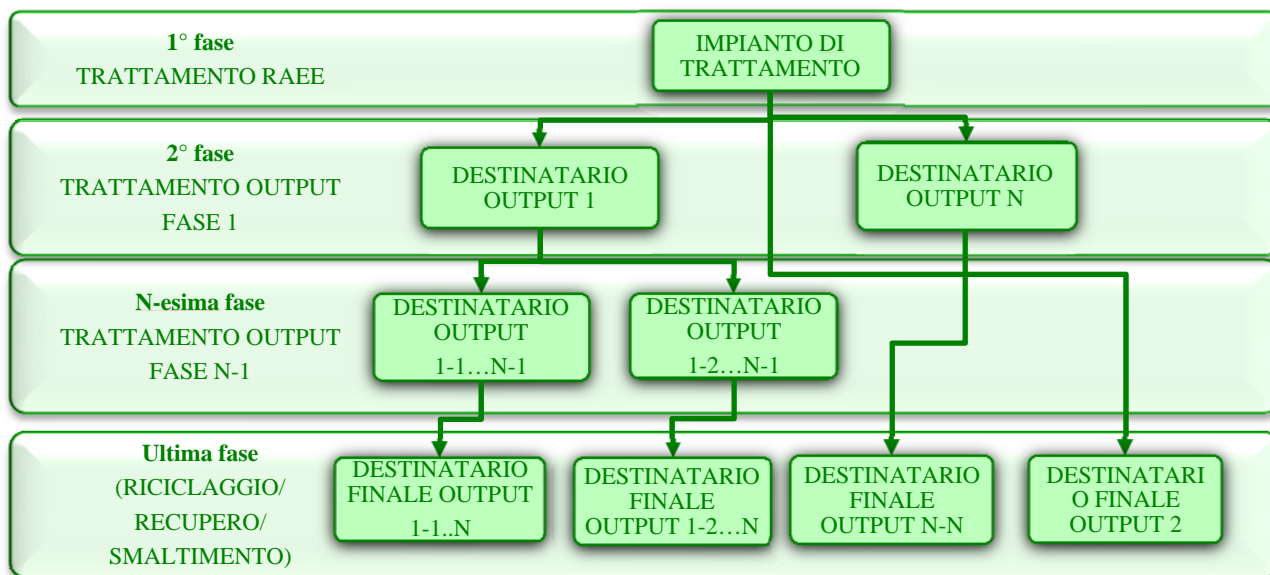 1° fase
TRATTAMENTO RAEE
IMPIANTO DI
TRATTAMENTO
2° fase
TRATTAMENTO OUTPUT
FASE 1
DESTINATARIO
OUTPUT 1
DESTINATARIO
OUTPUT N
N-esima fase
TRATTAMENTO OUTPUT
FASE N-1
DESTINATARIO
OUTPUT
1-1…N-1
DESTINATARIO
OUTPUT
1-2…N-1
Ultima fase
(RICICLAGGIO/
RECUPERO/
SMALTIMENTO)
DESTINATARIO
FINALE OUTPUT
1-1..N
DESTINATARIO
FINALE
OUTPUT 1-2…N
DESTINATARIO
FINALE
OUTPUT N-N
DESTINATARI
O FINALE
OUTPUT 2